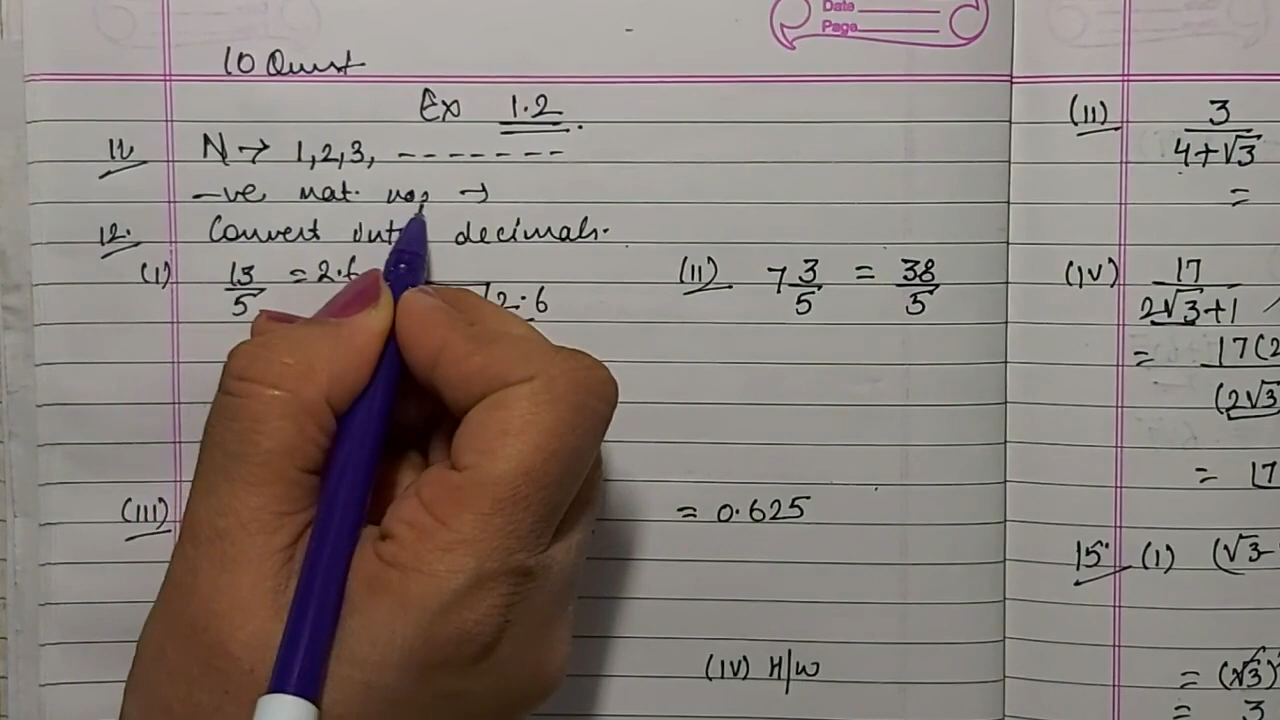 Date
Page
10 Quest
Ex 1.2
11. N → 1,2,3, -------
-ve nat. nos →
12. Convert into decimals.
(I) 13/5 = 2.6
2.6
(II) 7 3/5 = 38/5
(III)
= 0.625
(IV) H/W
(II) 3/4+√3
=
(IV) 17/2√3+1
= 17(2
(2√3
= 17
15. (I) (√3-
= (√3)
= 3